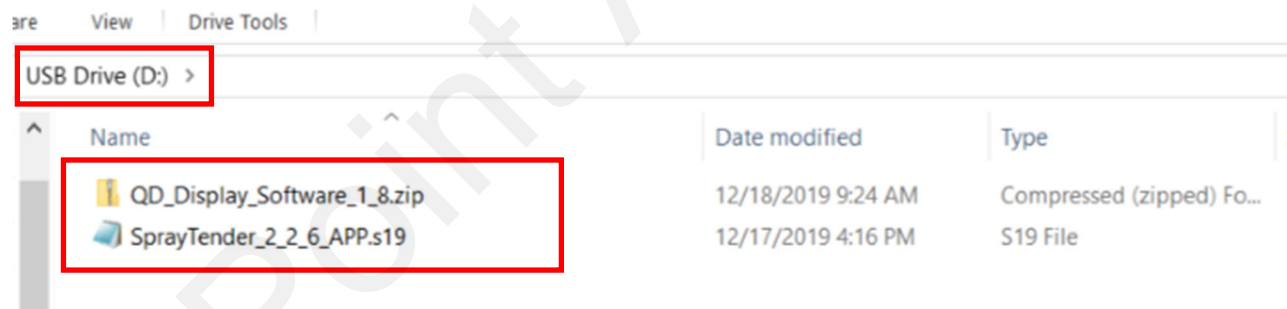 are View Drive Tools
USB Drive (D:) >
Name Date modified Type
QD_Display_Software_1_8.zip 12/18/2019 9:24 AM Compressed (zipped) Fo...
SprayTender_2_2_6_APP.s19 12/17/2019 4:16 PM S19 File
Point